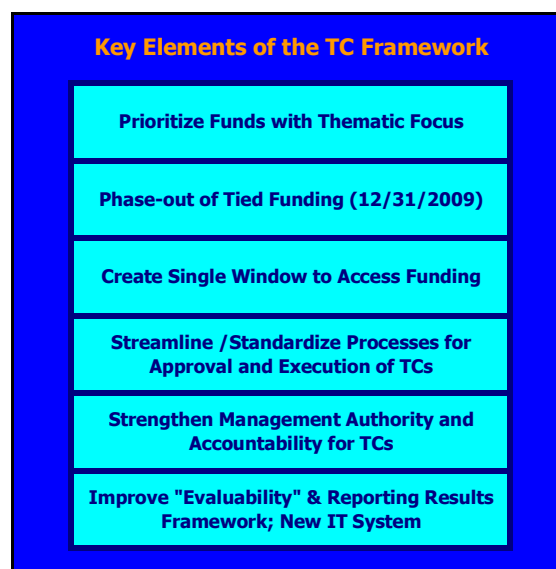 Key Elements of the TC Framework
Prioritize Funds with Thematic Focus
Phase-out of Tied Funding (12/31/2009)
Create Single Window to Access Funding
Streamline /Standardize Processes for
Approval and Execution of TCs
Strengthen Management Authority and
Accountability for TCs
Improve "Evaluability" & Reporting Results
Framework; New IT System